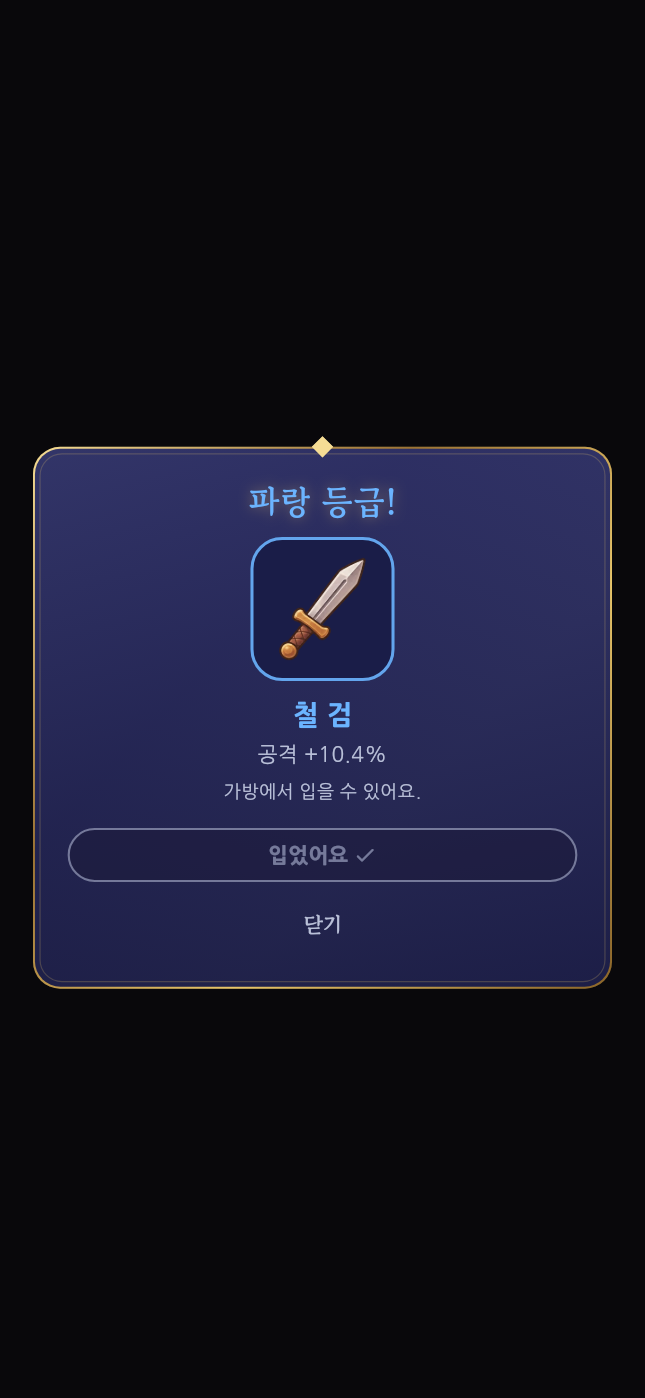 파랑 등급!
철 검
공격 +10.4%
가방에서 입을 수 있어요.
입었어요 ✓
닫기